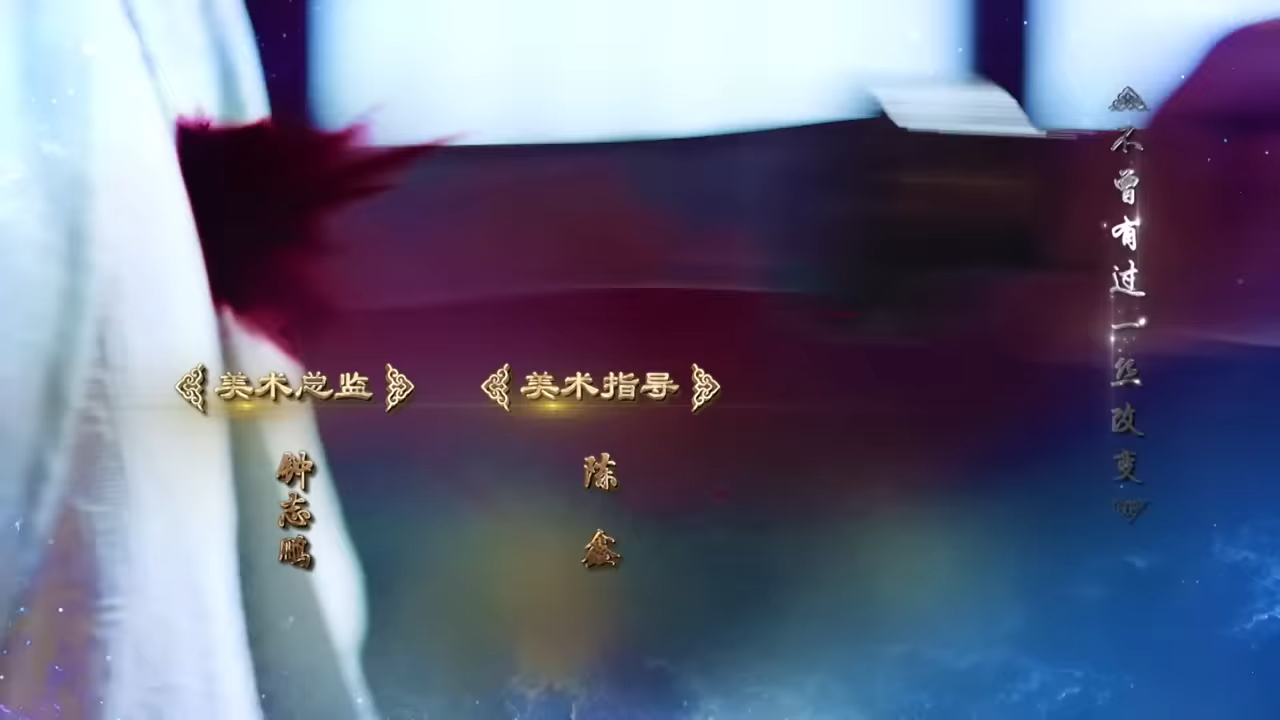 美术总监
钟志鹏
美术指导
陈鑫
不曾有过一丝改变